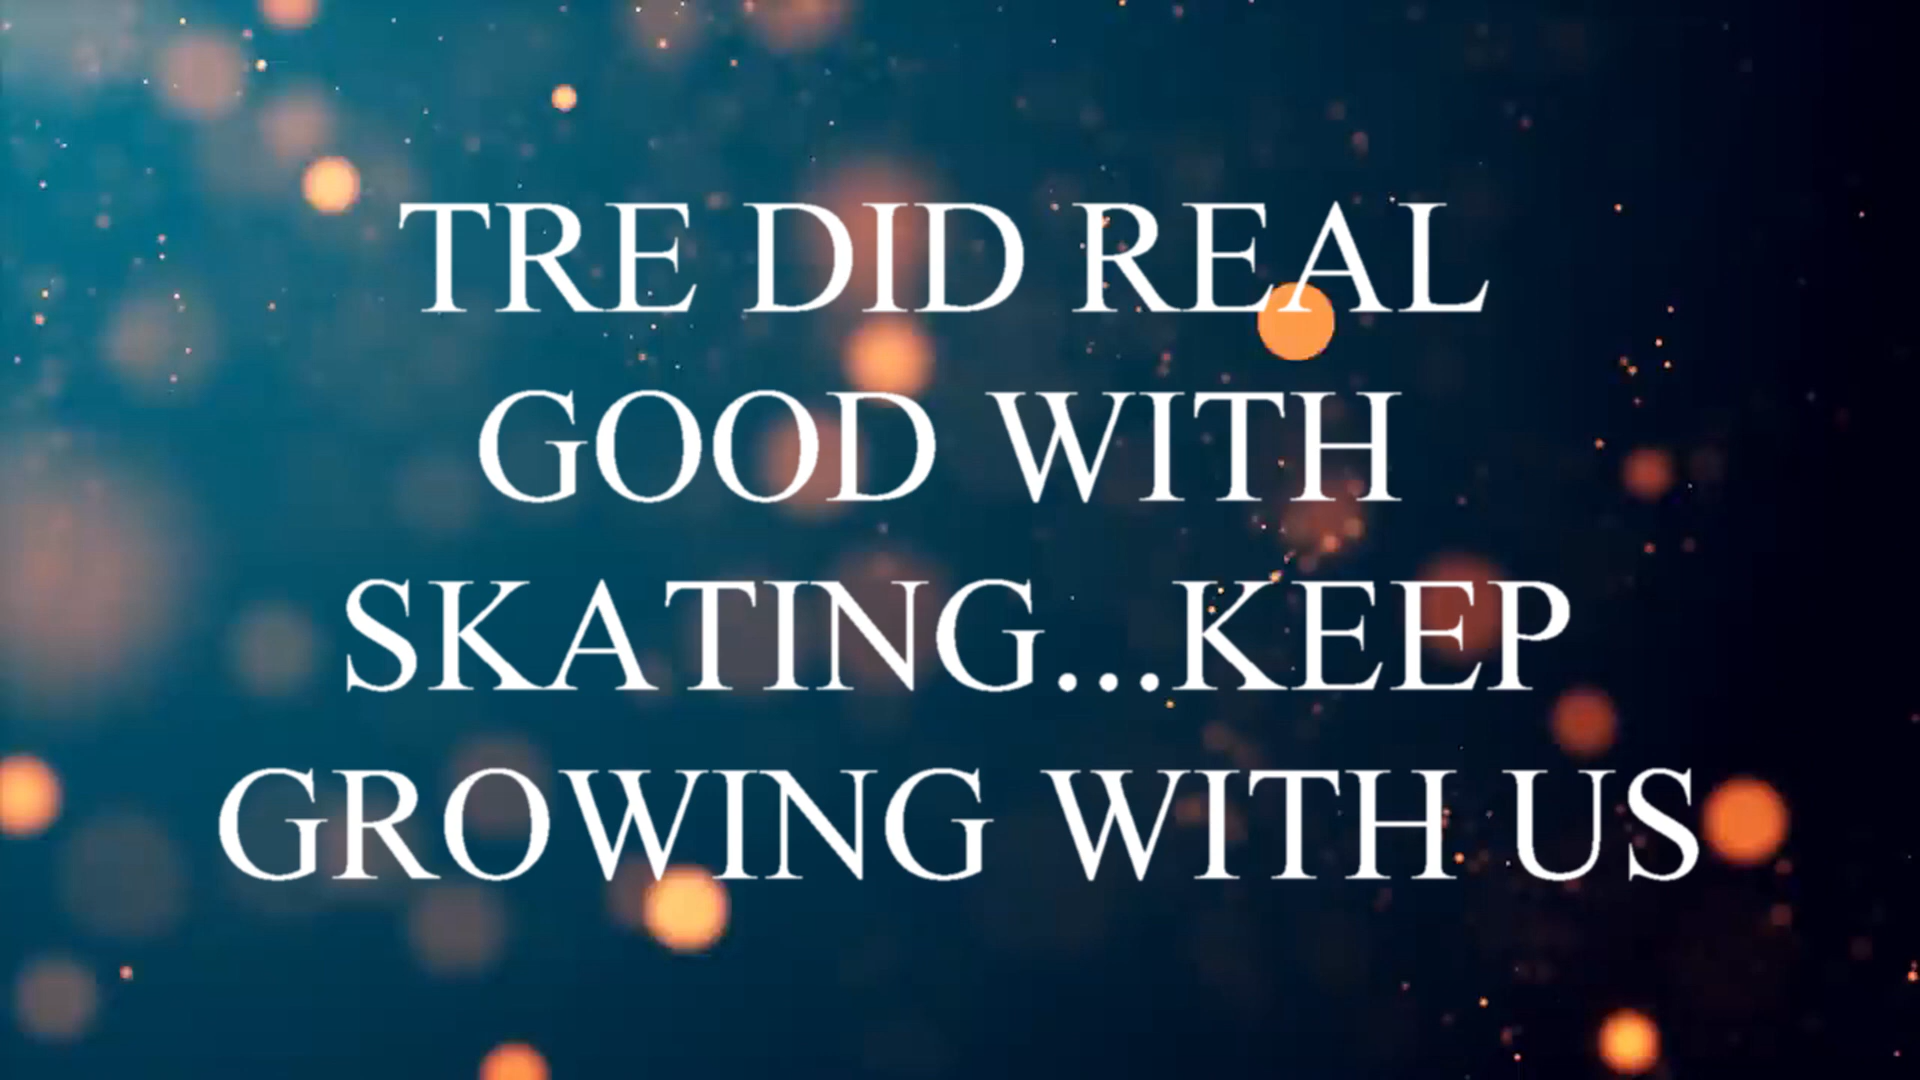 TRE DID REAL
GOOD WITH
SKATING...KEEP
GROWING WITH US